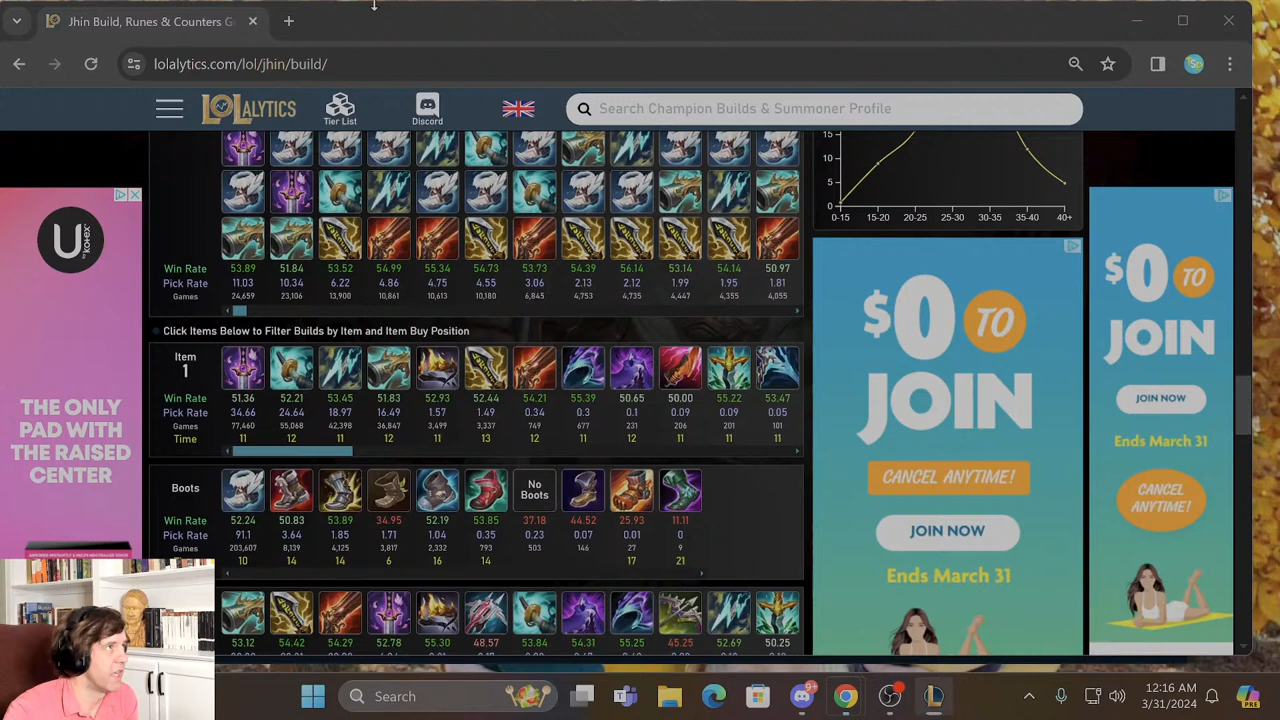 Jhin Build, Runes & Counters G
lolalytics.com/lol/jhin/build/
LOLALYTICS
Tier List
Discord
Search Champion Builds & Summoner Profile
15
10
5
0
0-15 15-20 20-25 25-30 30-35 35-40 40+
Win Rate 53.89 51.84 53.52 54.99 55.34 54.73 53.73 54.39 56.14 53.14 54.14 50.97
Pick Rate 11.03 10.34 6.22 4.86 4.75 4.55 3.06 2.13 2.12 1.99 1.95 1.81
Games 24,659 23,106 13,900 10,861 10,613 10,180 6,845 4,753 4,735 4,447 4,355 4,055
Click Items Below to Filter Builds by Item and Item Buy Position
Item
1
Win Rate 51.36 52.21 53.45 51.83 52.93 52.44 54.21 55.39 50.65 50.00 55.22 53.47
Pick Rate 34.66 24.64 18.97 16.49 1.57 1.49 0.34 0.3 0.1 0.09 0.09 0.05
Games 77,460 55,068 42,398 36,847 3,499 3,337 749 677 231 206 201 101
Time 11 12 11 12 11 13 12 11 12 11 11 11
Boots
No
Boots
Win Rate 52.24 50.83 53.89 34.95 52.19 53.85 37.18 44.52 25.93 11.11
Pick Rate 91.1 3.64 1.85 1.71 1.04 0.35 0.23 0.07 0.01 0
Games 203,607 8,139 4,125 3,817 2,332 793 503 146 27 9
10 14 14 6 16 14 17 21
53.12 54.42 54.29 52.78 55.30 48.57 53.84 54.31 55.25 45.25 52.69 50.25
U
by KOTEX
THE ONLY
PAD WITH
THE RAISED
CENTER
$0 TO
JOIN
CANCEL ANYTIME!
JOIN NOW
Ends March 31
$0 TO
JOIN
JOIN NOW
Ends March 31
CANCEL
ANYTIME!
Search
9+
12:16 AM
3/31/2024
PRE